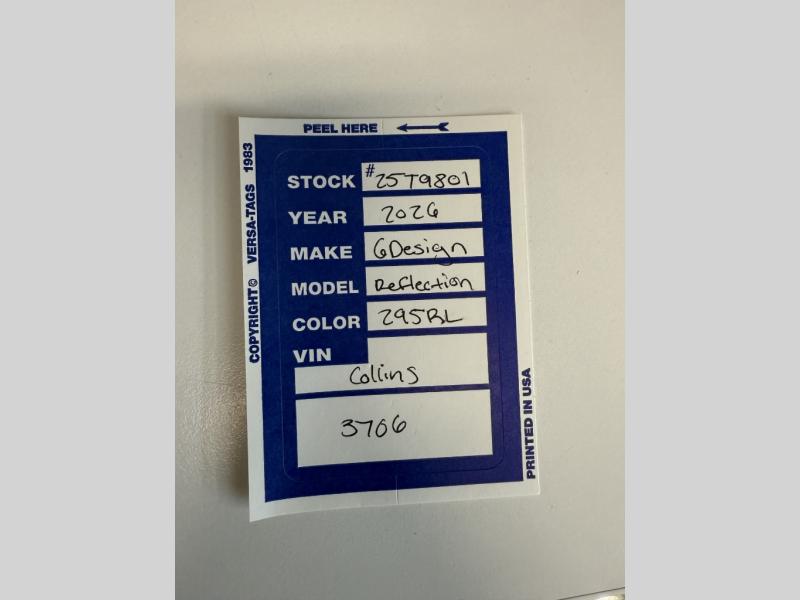 PEEL HERE
COPYRIGHT© VERSA-TAGS 1983
STOCK #25T9801
YEAR 2026
MAKE GDesign
MODEL Reflection
COLOR 295RL
VIN
Collins
3706
PRINTED IN USA